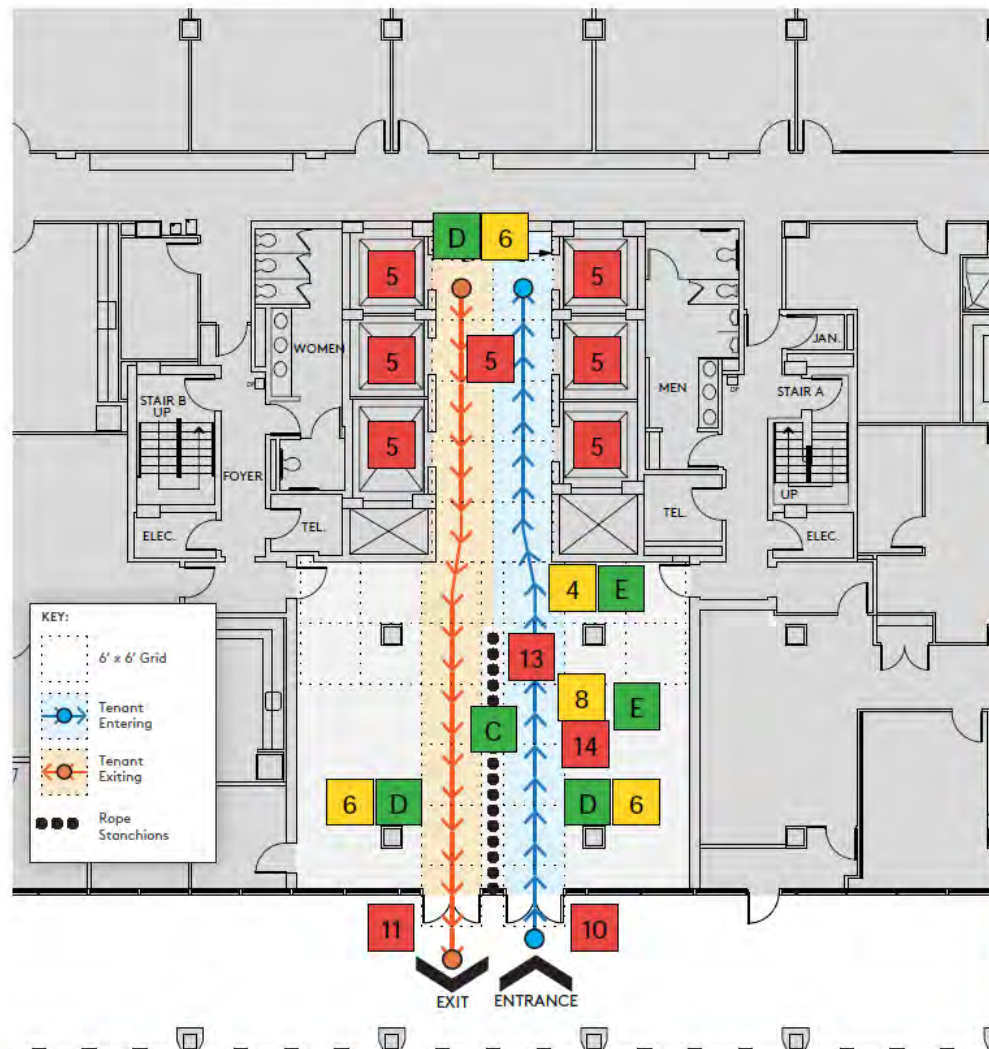 D 6
5 5
WOMEN
5 5 5
JAN.
MEN
STAIR B
UP
STAIR A
5 5
FOYER
UP
ELEC.
TEL.
TEL.
ELEC.
4 E
KEY:
6' x 6' Grid
13
Tenant
Entering
8 E
C
14
Tenant
Exiting
6 D
D 6
Rope
Stanchions
11
10
EXIT
ENTRANCE